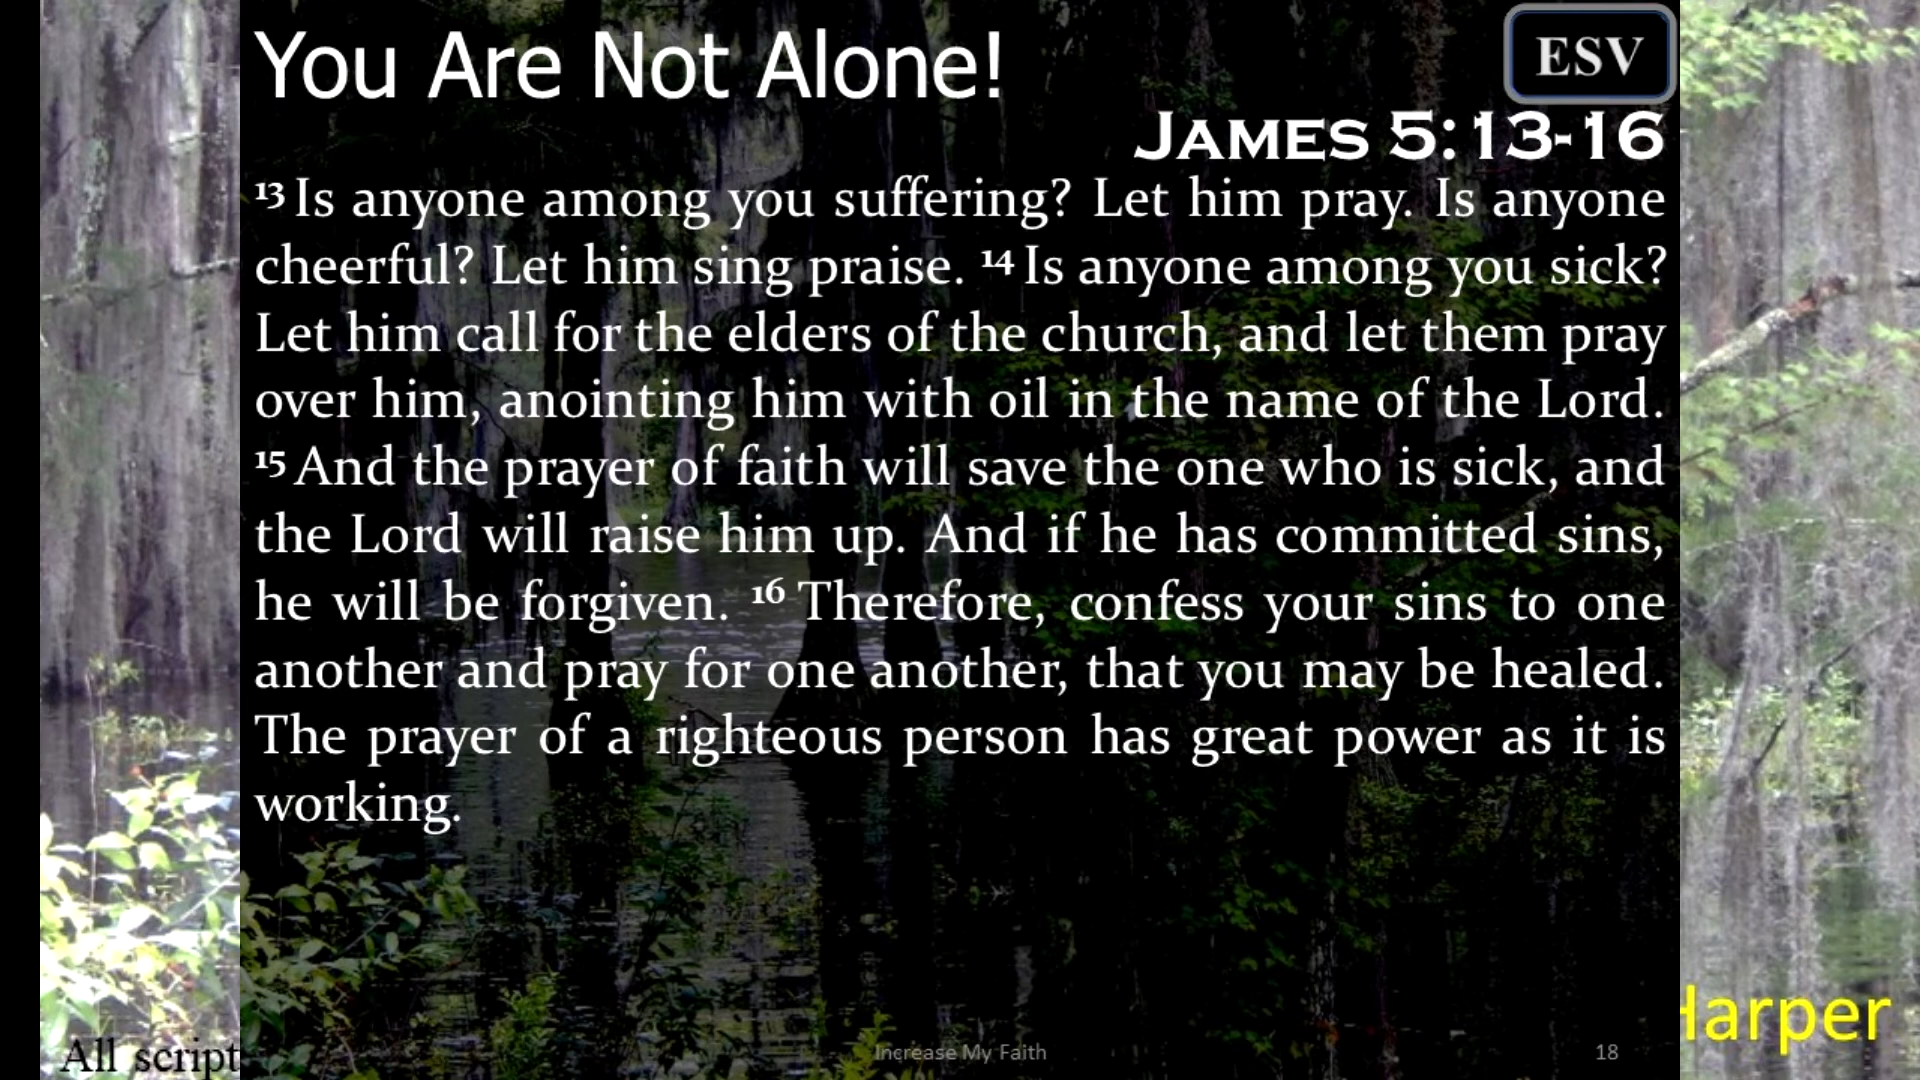 You Are Not Alone!
ESV
James 5:13-16
13 Is anyone among you suffering? Let him pray. Is anyone
cheerful? Let him sing praise. 14 Is anyone among you sick?
Let him call for the elders of the church, and let them pray
over him, anointing him with oil in the name of the Lord.
15 And the prayer of faith will save the one who is sick, and
the Lord will raise him up. And if he has committed sins,
he will be forgiven. 16 Therefore, confess your sins to one
another and pray for one another, that you may be healed.
The prayer of a righteous person has great power as it is
working.
Harper
All script
Increase My Faith
18